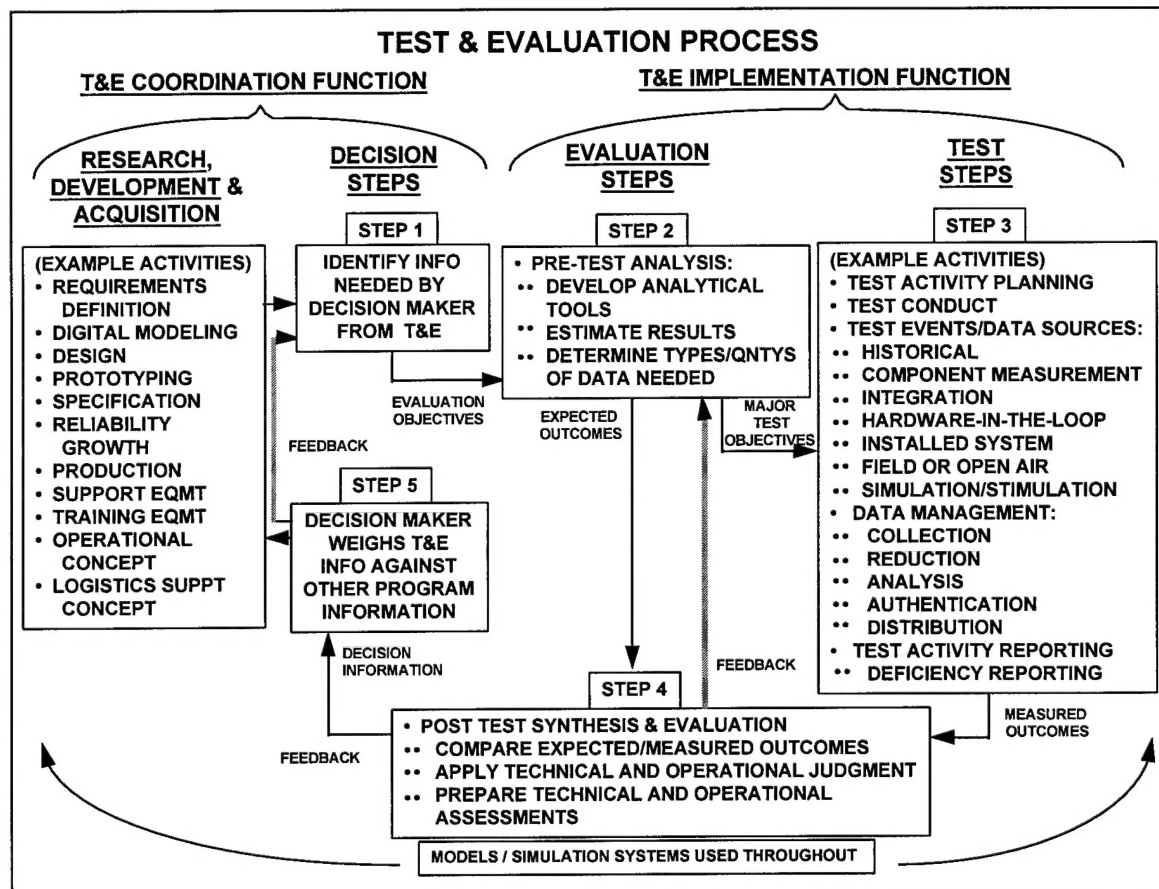 TEST & EVALUATION PROCESS
T&E COORDINATION FUNCTION
T&E IMPLEMENTATION FUNCTION
RESEARCH,
DEVELOPMENT &
ACQUISITION
(EXAMPLE ACTIVITIES)
• REQUIREMENTS
DEFINITION
• DIGITAL MODELING
• DESIGN
• PROTOTYPING
• SPECIFICATION
• RELIABILITY
GROWTH
• PRODUCTION
• SUPPORT EQMT
• TRAINING EQMT
• OPERATIONAL
CONCEPT
• LOGISTICS SUPPT
CONCEPT
DECISION
STEPS
STEP 1
IDENTIFY INFO
NEEDED BY
DECISION MAKER
FROM T&E
EVALUATION
OBJECTIVES
FEEDBACK
EVALUATION
STEPS
STEP 2
• PRE-TEST ANALYSIS:
•• DEVELOP ANALYTICAL
TOOLS
•• ESTIMATE RESULTS
•• DETERMINE TYPES/QNTYS
OF DATA NEEDED
EXPECTED
OUTCOMES
MAJOR
TEST
OBJECTIVES
TEST
STEPS
STEP 3
(EXAMPLE ACTIVITIES)
• TEST ACTIVITY PLANNING
• TEST CONDUCT
• TEST EVENTS/DATA SOURCES:
•• HISTORICAL
•• COMPONENT MEASUREMENT
•• INTEGRATION
•• HARDWARE-IN-THE-LOOP
•• INSTALLED SYSTEM
•• FIELD OR OPEN AIR
•• SIMULATION/STIMULATION
• DATA MANAGEMENT:
•• COLLECTION
•• REDUCTION
•• ANALYSIS
•• AUTHENTICATION
•• DISTRIBUTION
• TEST ACTIVITY REPORTING
•• DEFICIENCY REPORTING
MEASURED
OUTCOMES
STEP 4
• POST TEST SYNTHESIS & EVALUATION
•• COMPARE EXPECTED/MEASURED OUTCOMES
•• APPLY TECHNICAL AND OPERATIONAL JUDGMENT
•• PREPARE TECHNICAL AND OPERATIONAL
ASSESSMENTS
FEEDBACK
FEEDBACK
DECISION
INFORMATION
STEP 5
DECISION MAKER
WEIGHS T&E
INFO AGAINST
OTHER PROGRAM
INFORMATION
MODELS / SIMULATION SYSTEMS USED THROUGHOUT